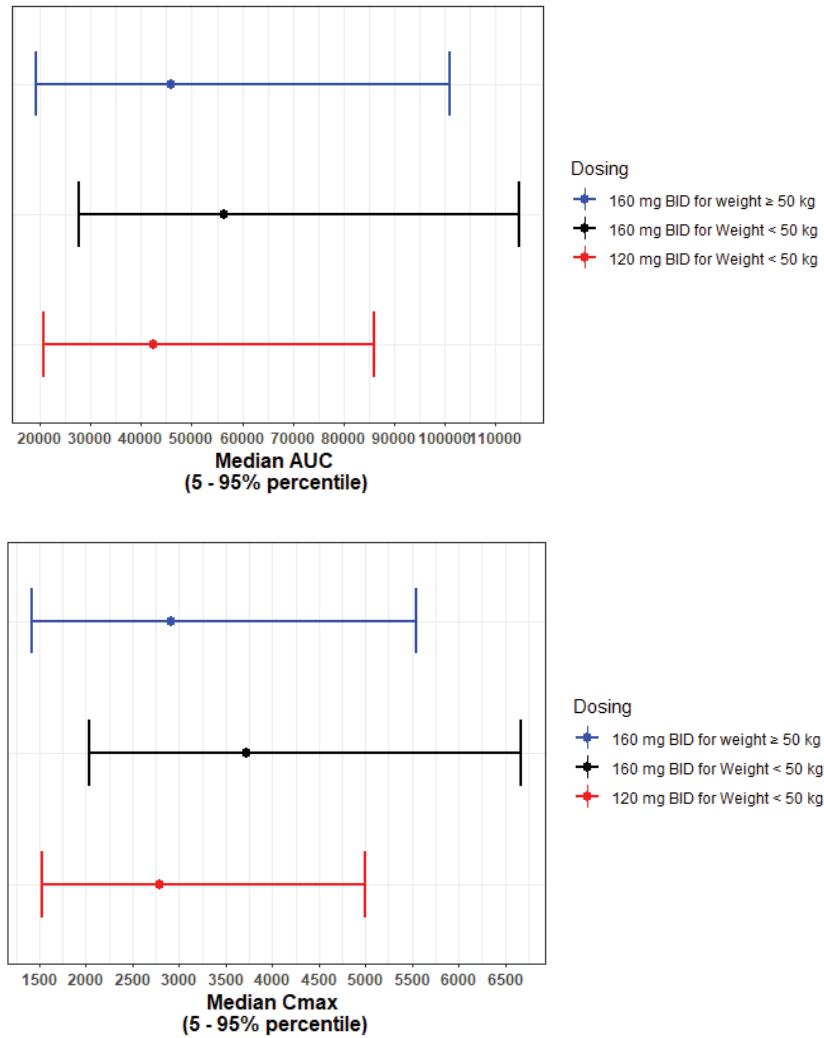 Dosing
160 mg BID for weight ≥ 50 kg
160 mg BID for Weight < 50 kg
120 mg BID for Weight < 50 kg
20000 30000 40000 50000 60000 70000 80000 90000 100000 110000
Median AUC
(5 - 95% percentile)
Dosing
160 mg BID for weight ≥ 50 kg
160 mg BID for Weight < 50 kg
120 mg BID for Weight < 50 kg
1500 2000 2500 3000 3500 4000 4500 5000 5500 6000 6500
Median Cmax
(5 - 95% percentile)